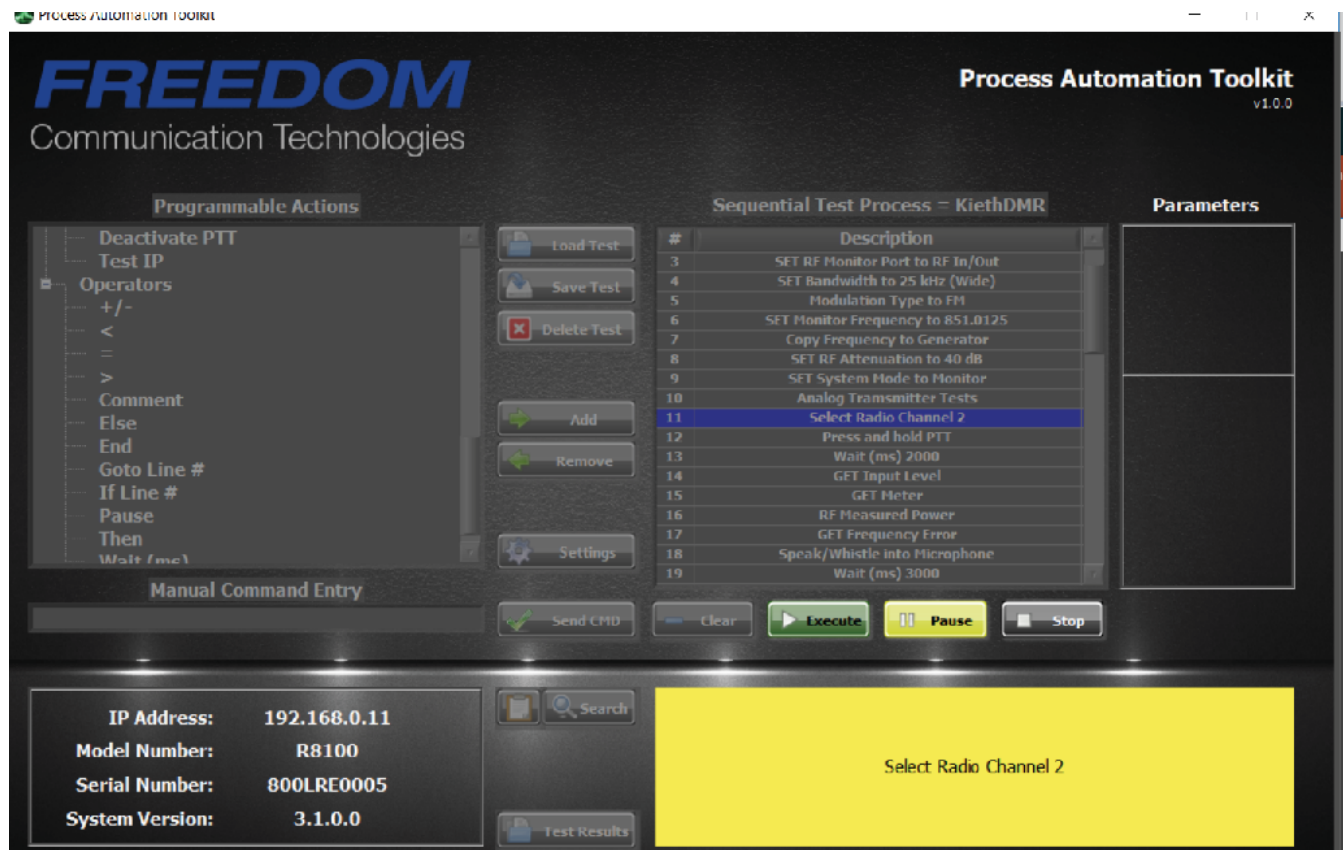 Process Automation Toolkit
FREEDOM
Communication Technologies
Process Automation Toolkit
v1.0.0
Programmable Actions
Deactivate PTT
Test IP
Operators
+/-
<
=
>
Comment
Else
End
Goto Line #
If Line #
Pause
Then
Wait (ms)
Manual Command Entry
Load Test
Save Test
Delete Test
Add
Remove
Settings
Send CMD
Sequential Test Process = KiethDMR
# Description
3 SET RF Monitor Port to RF In/Out
4 SET Bandwidth to 25 kHz (Wide)
5 Modulation Type to FM
6 SET Monitor Frequency to 851.0125
7 Copy Frequency to Generator
8 SET RF Attenuation to 40 dB
9 SET System Mode to Monitor
10 Analog Tramsmitter Tests
11 Select Radio Channel 2
12 Press and hold PTT
13 Wait (ms) 2000
14 GET Input Level
15 GET Meter
16 RF Measured Power
17 GET Frequency Error
18 Speak/Whistle into Microphone
19 Wait (ms) 3000
Parameters
Clear
Execute
Pause
Stop
IP Address: 192.168.0.11
Model Number: R8100
Serial Number: 800LRE0005
System Version: 3.1.0.0
Search
Test Results
Select Radio Channel 2